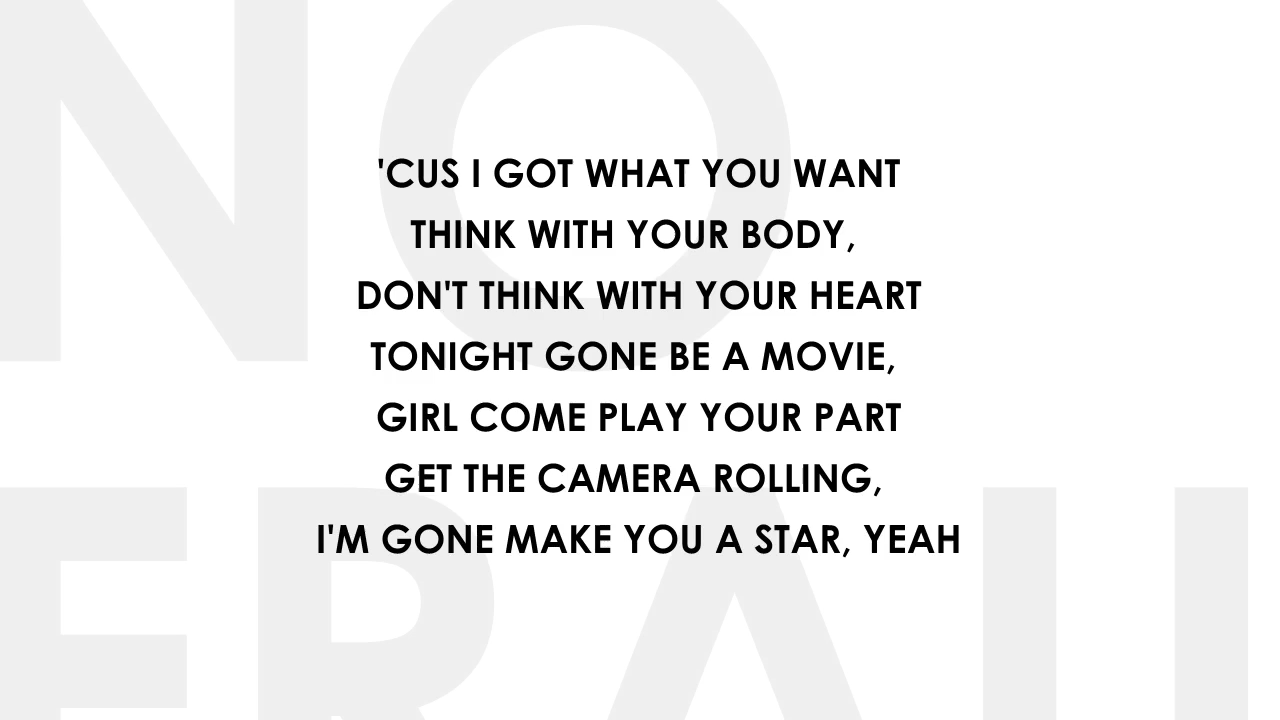 NO
'CUS I GOT WHAT YOU WANT
THINK WITH YOUR BODY,
DON'T THINK WITH YOUR HEART
TONIGHT GONE BE A MOVIE,
GIRL COME PLAY YOUR PART
GET THE CAMERA ROLLING,
I'M GONE MAKE YOU A STAR, YEAH